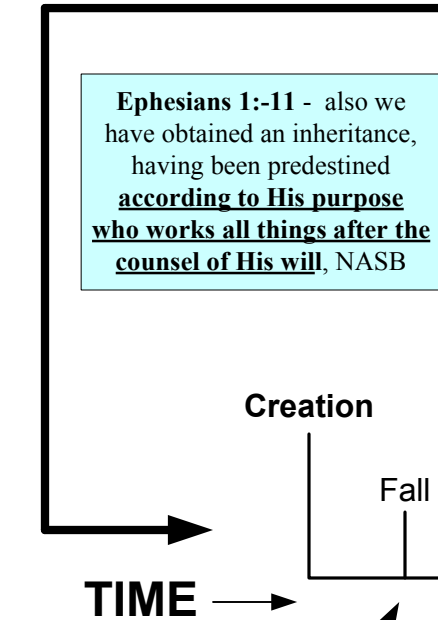 Ephesians 1:-11 - also we
have obtained an inheritance,
having been predestined
according to His purpose
who works all things after the
counsel of His will, NASB
Creation
Fall
TIME